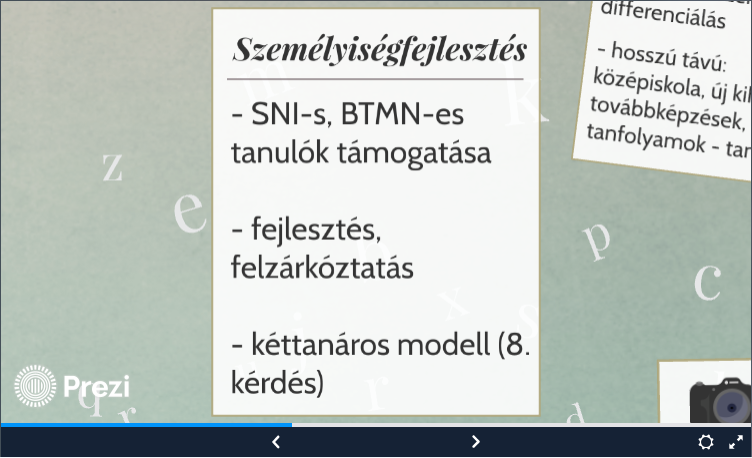 Személyiségfejlesztés
- SNI-s, BTMN-es
tanulók támogatása
- fejlesztés,
felzárkóztatás
- kéttanáros modell (8.
kérdés)
differenciálás
- hosszú távú:
középiskola, új
továbbképzések,
tanfolyamok -
z
e
m
k
p
c
x
s
r
d
q
r
Prezi